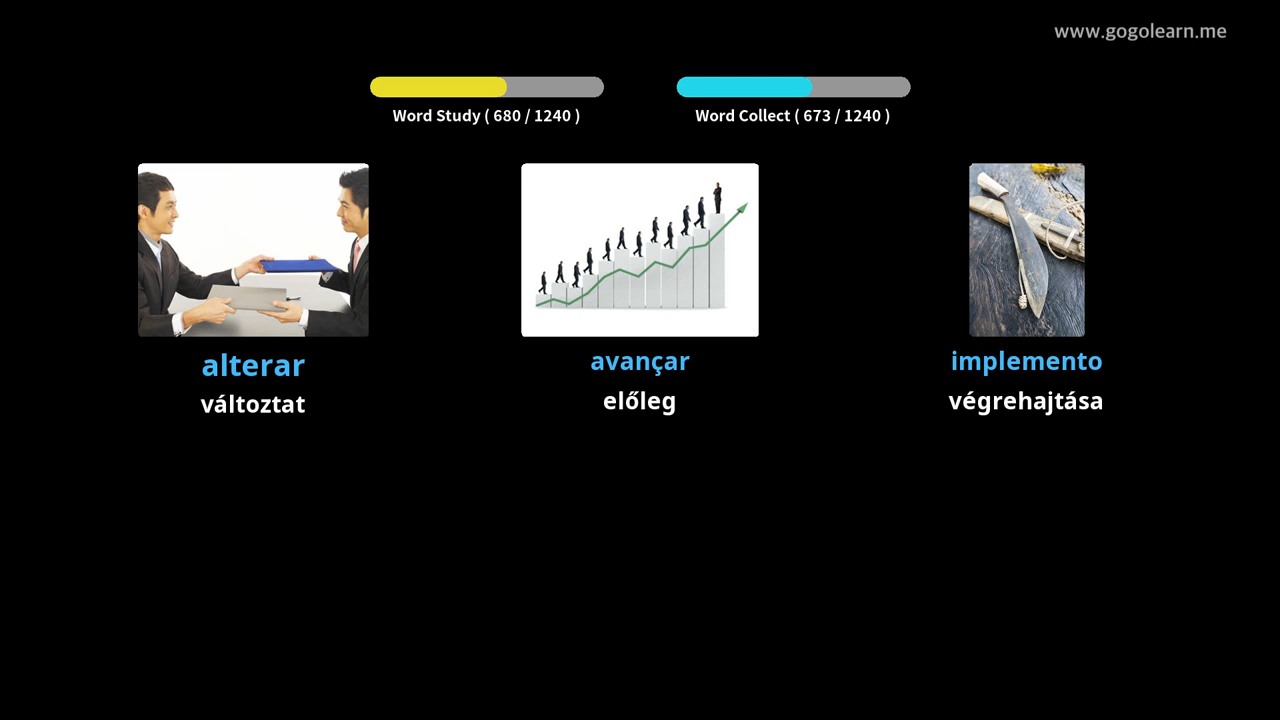 www.gogolearn.me
Word Study ( 680 / 1240 )
Word Collect ( 673 / 1240 )
alterar
változtat
avançar
előleg
implemento
végrehajtása